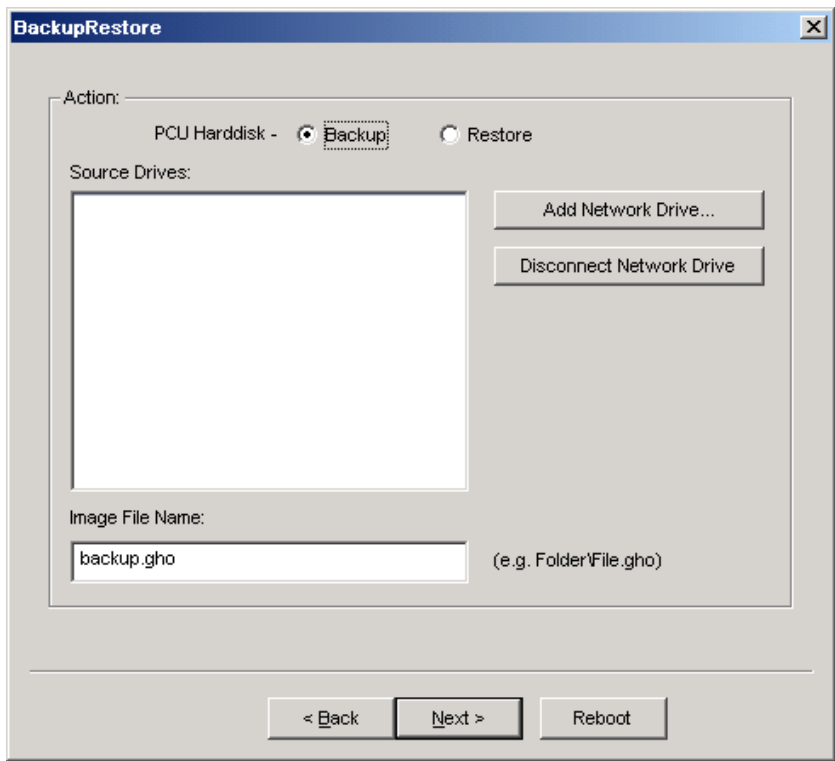 BackupRestore
Action:
PCU Harddisk - Backup Restore
Source Drives:
Add Network Drive...
Disconnect Network Drive
Image File Name:
backup.gho (e.g. Folder\File.gho)
< Back Next > Reboot